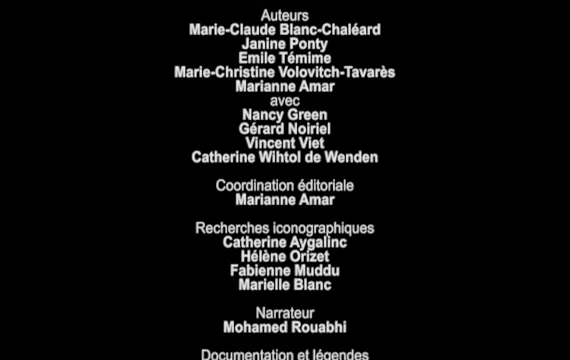 Auteurs
Marie-Claude Blanc-Chaléard
Janine Ponty
Emile Témime
Marie-Christine Volovitch-Tavarès
Marianne Amar
avec
Nancy Green
Gérard Noiriel
Vincent Viet
Catherine Wihtol de Wenden
Coordination éditoriale
Marianne Amar
Recherches iconographiques
Catherine Aygalinc
Hélène Orizet
Fabienne Muddu
Marielle Blanc
Narrateur
Mohamed Rouabhi
Documentation et légendes